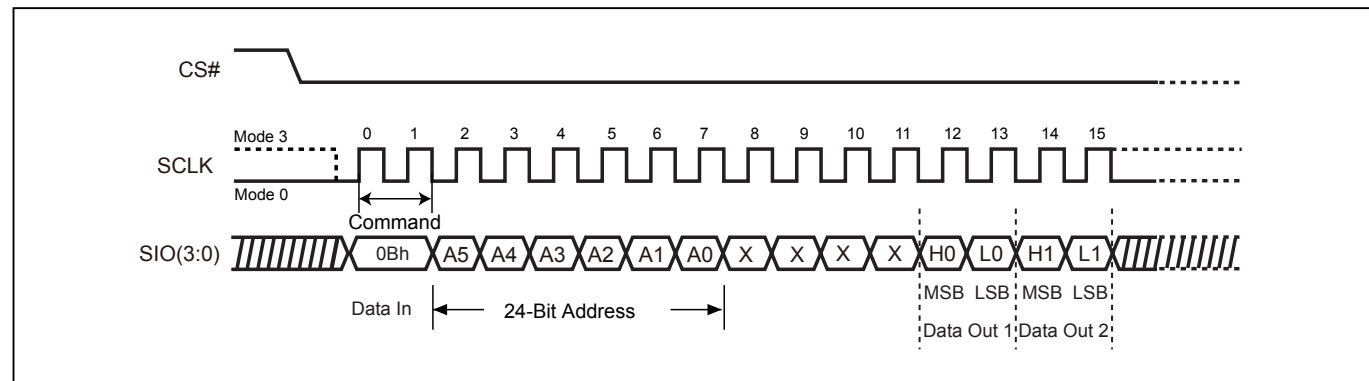 CS#
Mode 3
0 1 2 3 4 5 6 7 8 9 10 11 12 13 14 15
SCLK
Mode 0
Command
SIO(3:0)
0Bh A5 A4 A3 A2 A1 A0 X X X X H0 L0 H1 L1
MSB LSB MSB LSB
Data In
24-Bit Address
Data Out 1 Data Out 2